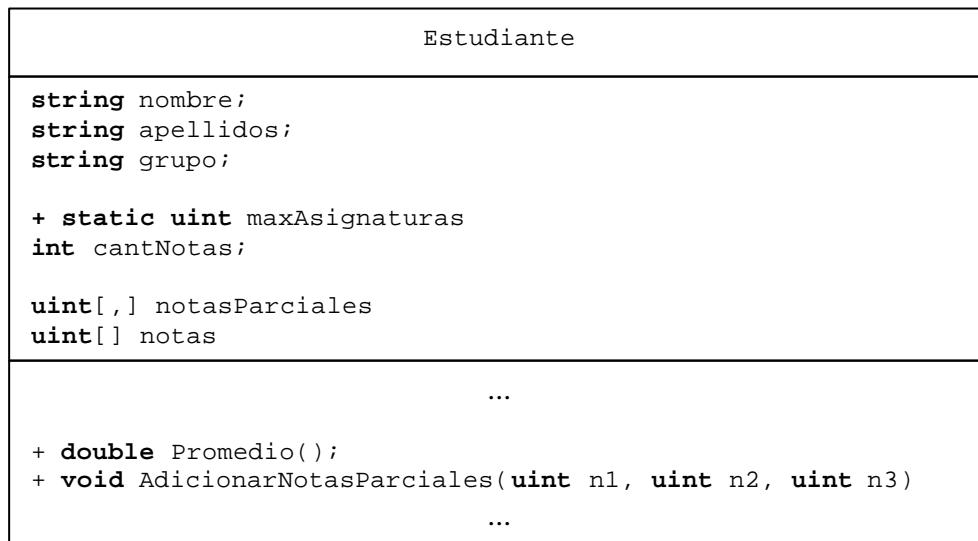 Estudiante
string nombre;
string apellidos;
string grupo;
+ static uint maxAsignaturas
int cantNotas;
uint[,] notasParciales
uint[] notas
...
+ double Promedio();
+ void AdicionarNotasParciales(uint n1, uint n2, uint n3)
...